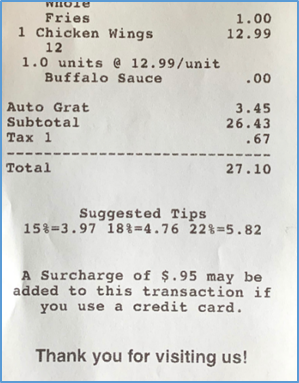 Whole
Fries 1.00
1 Chicken Wings 12.99
12
1.0 units @ 12.99/unit
Buffalo Sauce .00
Auto Grat 3.45
Subtotal 26.43
Tax 1 .67
Total 27.10
Suggested Tips
15%=3.97 18%=4.76 22%=5.82
A Surcharge of $.95 may be
added to this transaction if
you use a credit card.
Thank you for visiting us!